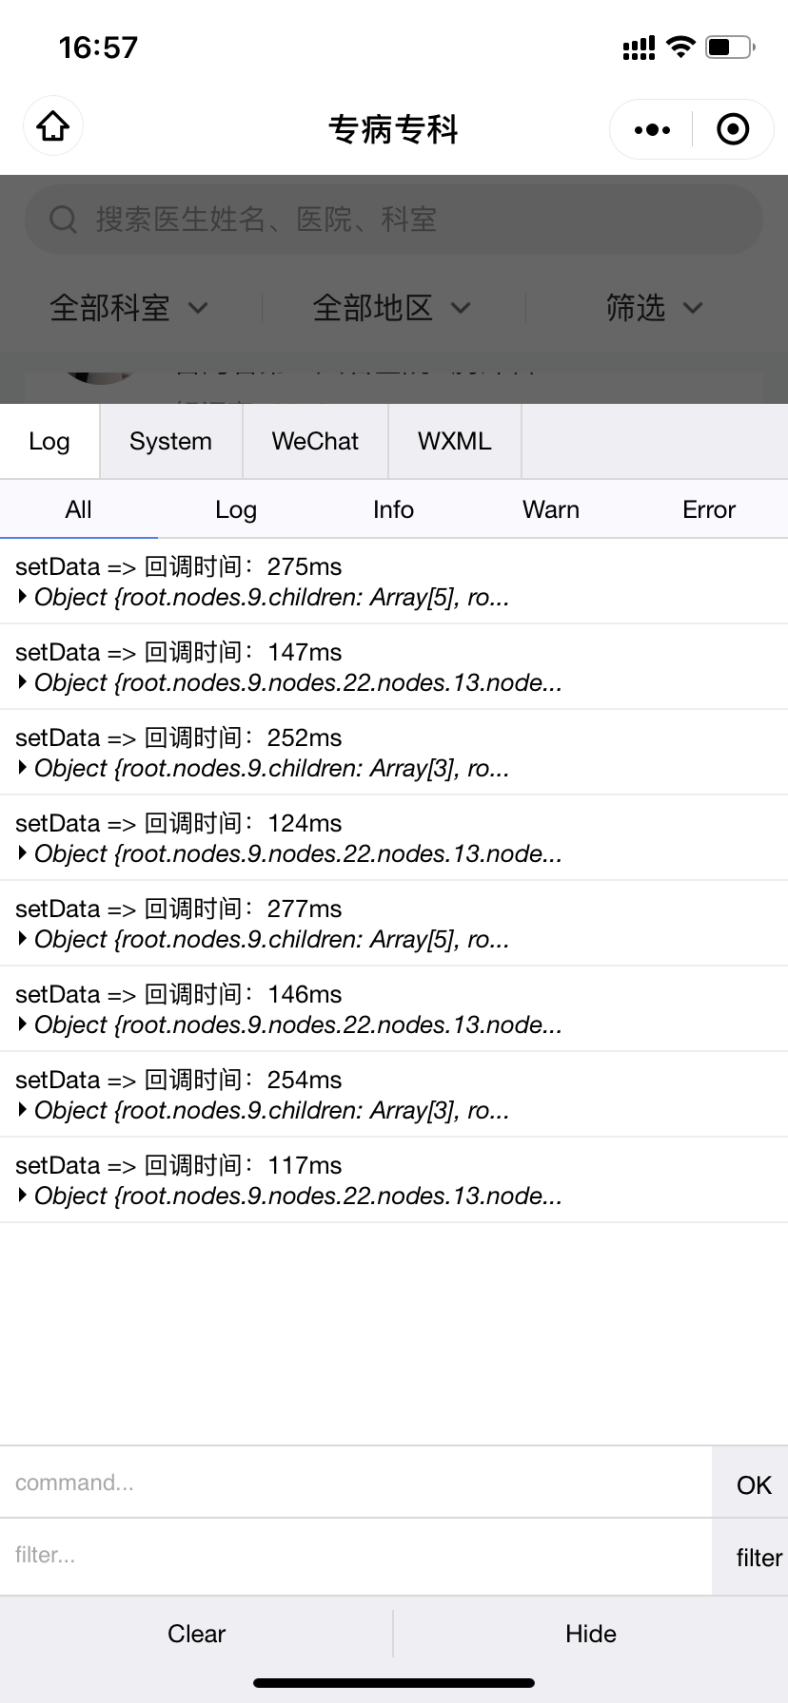 16:57
专病专科
搜索医生姓名、医院、科室
全部科室
全部地区
筛选
Log
System
WeChat
WXML
All
Log
Info
Warn
Error
setData => 回调时间：275ms
Object {root.nodes.9.children: Array[5], ro...
setData => 回调时间：147ms
Object {root.nodes.9.nodes.22.nodes.13.node...
setData => 回调时间：252ms
Object {root.nodes.9.children: Array[3], ro...
setData => 回调时间：124ms
Object {root.nodes.9.nodes.22.nodes.13.node...
setData => 回调时间：277ms
Object {root.nodes.9.children: Array[5], ro...
setData => 回调时间：146ms
Object {root.nodes.9.nodes.22.nodes.13.node...
setData => 回调时间：254ms
Object {root.nodes.9.children: Array[3], ro...
setData => 回调时间：117ms
Object {root.nodes.9.nodes.22.nodes.13.node...
command...
OK
filter...
filter
Clear
Hide